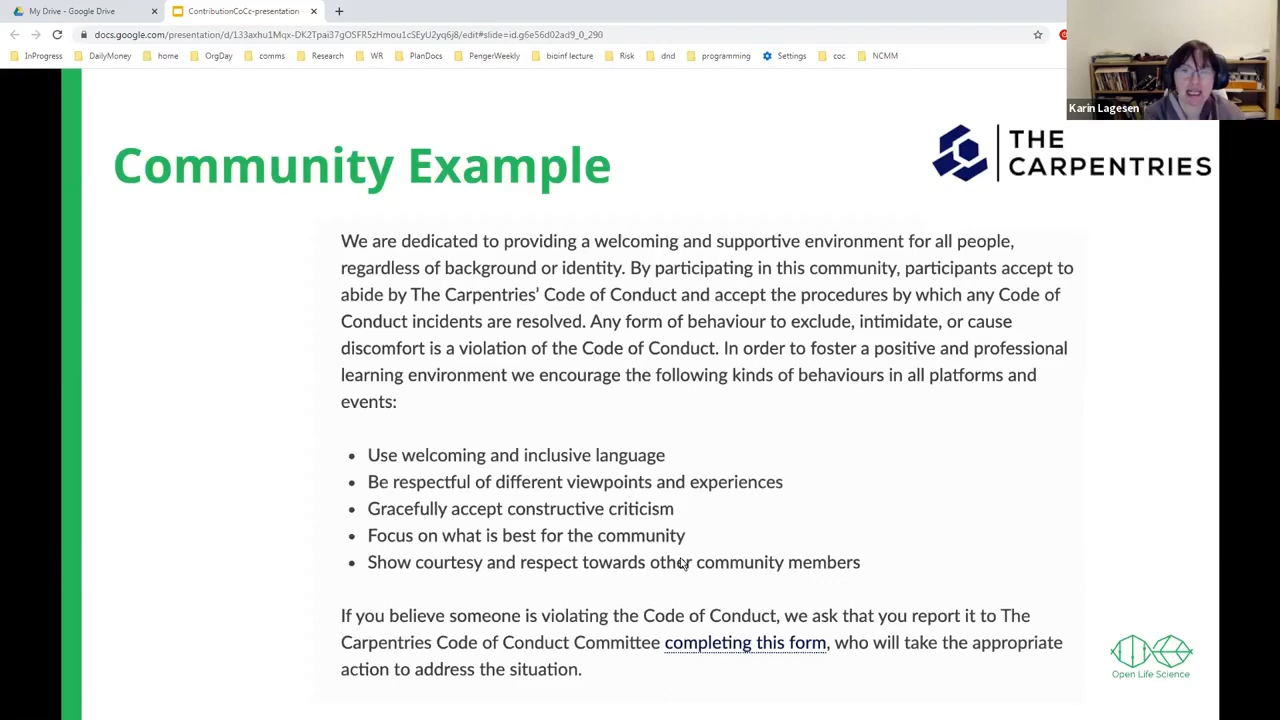 My Drive - Google Drive
ContributionCoCc-presentation
docs.google.com/presentation/d/133axhu1Mqx-DK2Tpai37gOSFR5zHmou1cSEyU2yq6j8/edit#slide=id.g6e56d02ad9_0_290
InProgress DailyMoney home OrgDay comms Research WR PlanDocs PengerWeekly bioinf lecture Risk dnd programming Settings coc NCMM
Karin Lagesen
Community Example
THE
CARPENTRIES
We are dedicated to providing a welcoming and supportive environment for all people,
regardless of background or identity. By participating in this community, participants accept to
abide by The Carpentries’ Code of Conduct and accept the procedures by which any Code of
Conduct incidents are resolved. Any form of behaviour to exclude, intimidate, or cause
discomfort is a violation of the Code of Conduct. In order to foster a positive and professional
learning environment we encourage the following kinds of behaviours in all platforms and
events:
• Use welcoming and inclusive language
• Be respectful of different viewpoints and experiences
• Gracefully accept constructive criticism
• Focus on what is best for the community
• Show courtesy and respect towards other community members
If you believe someone is violating the Code of Conduct, we ask that you report it to The
Carpentries Code of Conduct Committee completing this form, who will take the appropriate
action to address the situation.
Open Life Science